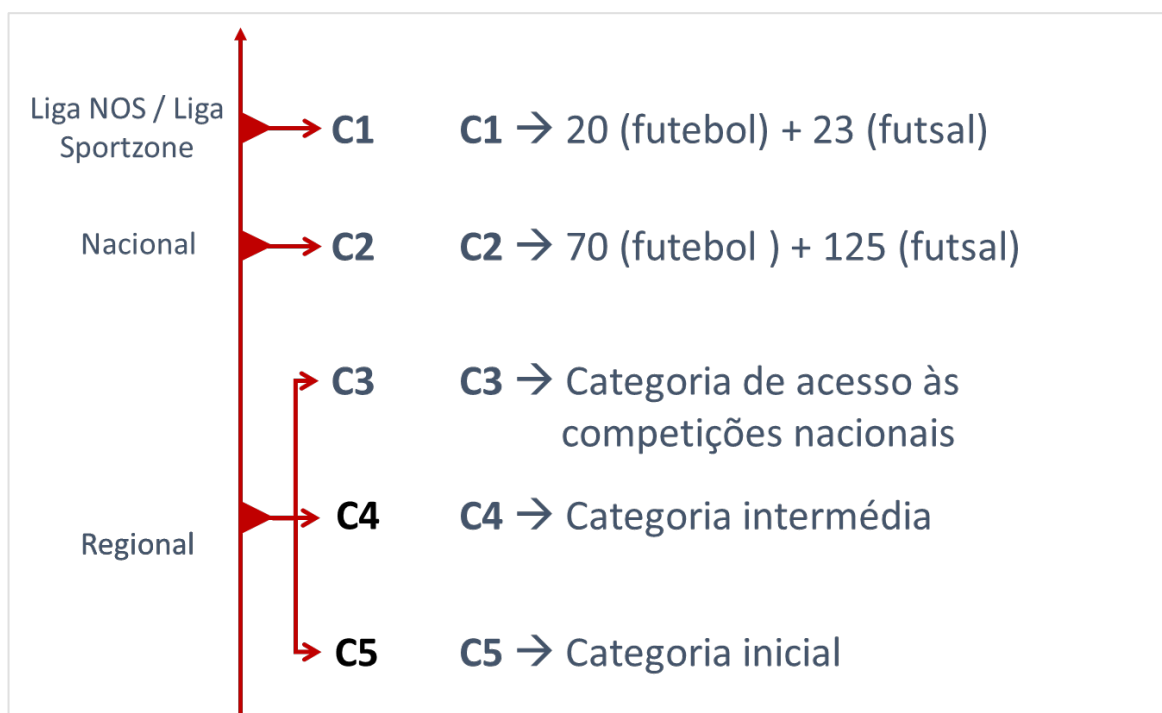 Liga NOS / Liga
Sportzone
C1
C1 → 20 (futebol) + 23 (futsal)
Nacional
C2
C2 → 70 (futebol ) + 125 (futsal)
C3
C3 → Categoria de acesso às
competições nacionais
Regional
C4
C4 → Categoria intermédia
C5
C5 → Categoria inicial